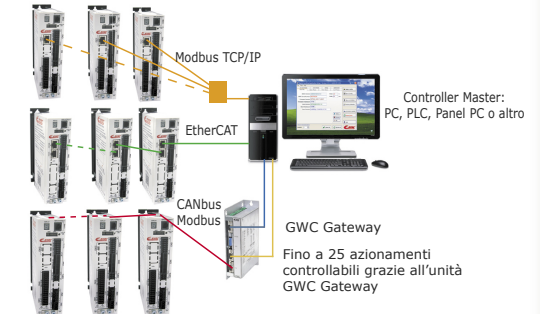 Modbus TCP/IP
Controller Master:
PC, PLC, Panel PC o altro
EtherCAT
CANbus
Modbus
GWC Gateway
Fino a 25 azionamenti
controllabili grazie all'unità
GWC Gateway